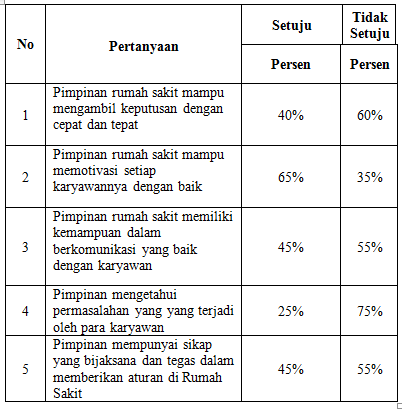 No
Pertanyaan
Setuju
Tidak
Setuju
Persen
Persen
1
Pimpinan rumah sakit mampu
mengambil keputusan dengan
cepat dan tepat
40%
60%
2
Pimpinan rumah sakit mampu
memotivasi setiap
karyawannya dengan baik
65%
35%
3
Pimpinan rumah sakit memiliki
kemampuan dalam
berkomunikasi yang baik
dengan karyawan
45%
55%
4
Pimpinan mengetahui
permasalahan yang yang terjadi
oleh para karyawan
25%
75%
5
Pimpinan mempunyai sikap
yang bijaksana dan tegas dalam
memberikan aturan di Rumah
Sakit
45%
55%